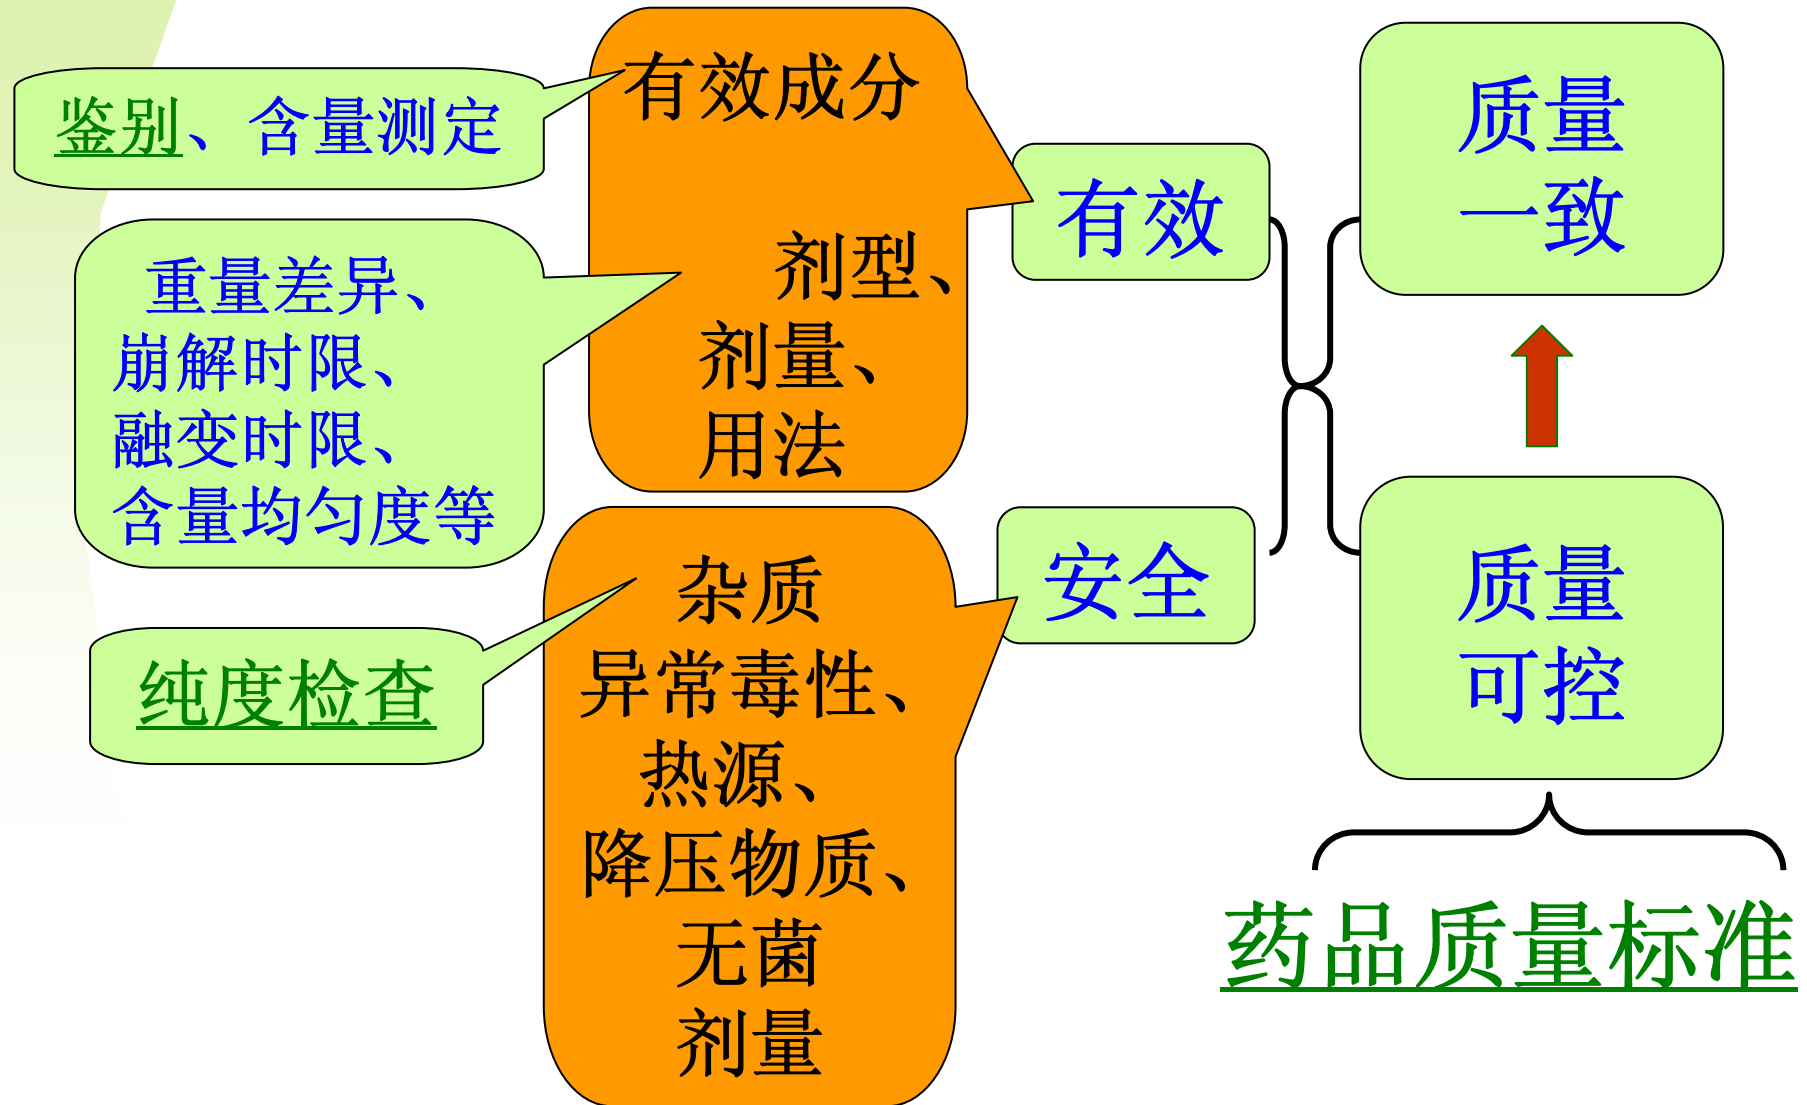 鉴别、含量测定
重量差异、
崩解时限、
融变时限、
含量均匀度等
纯度检查
有效成分
剂型、
剂量、
用法
杂质
异常毒性、
热源、
降压物质、
无菌
剂量
有效
安全
质量
一致
质量
可控
药品质量标准